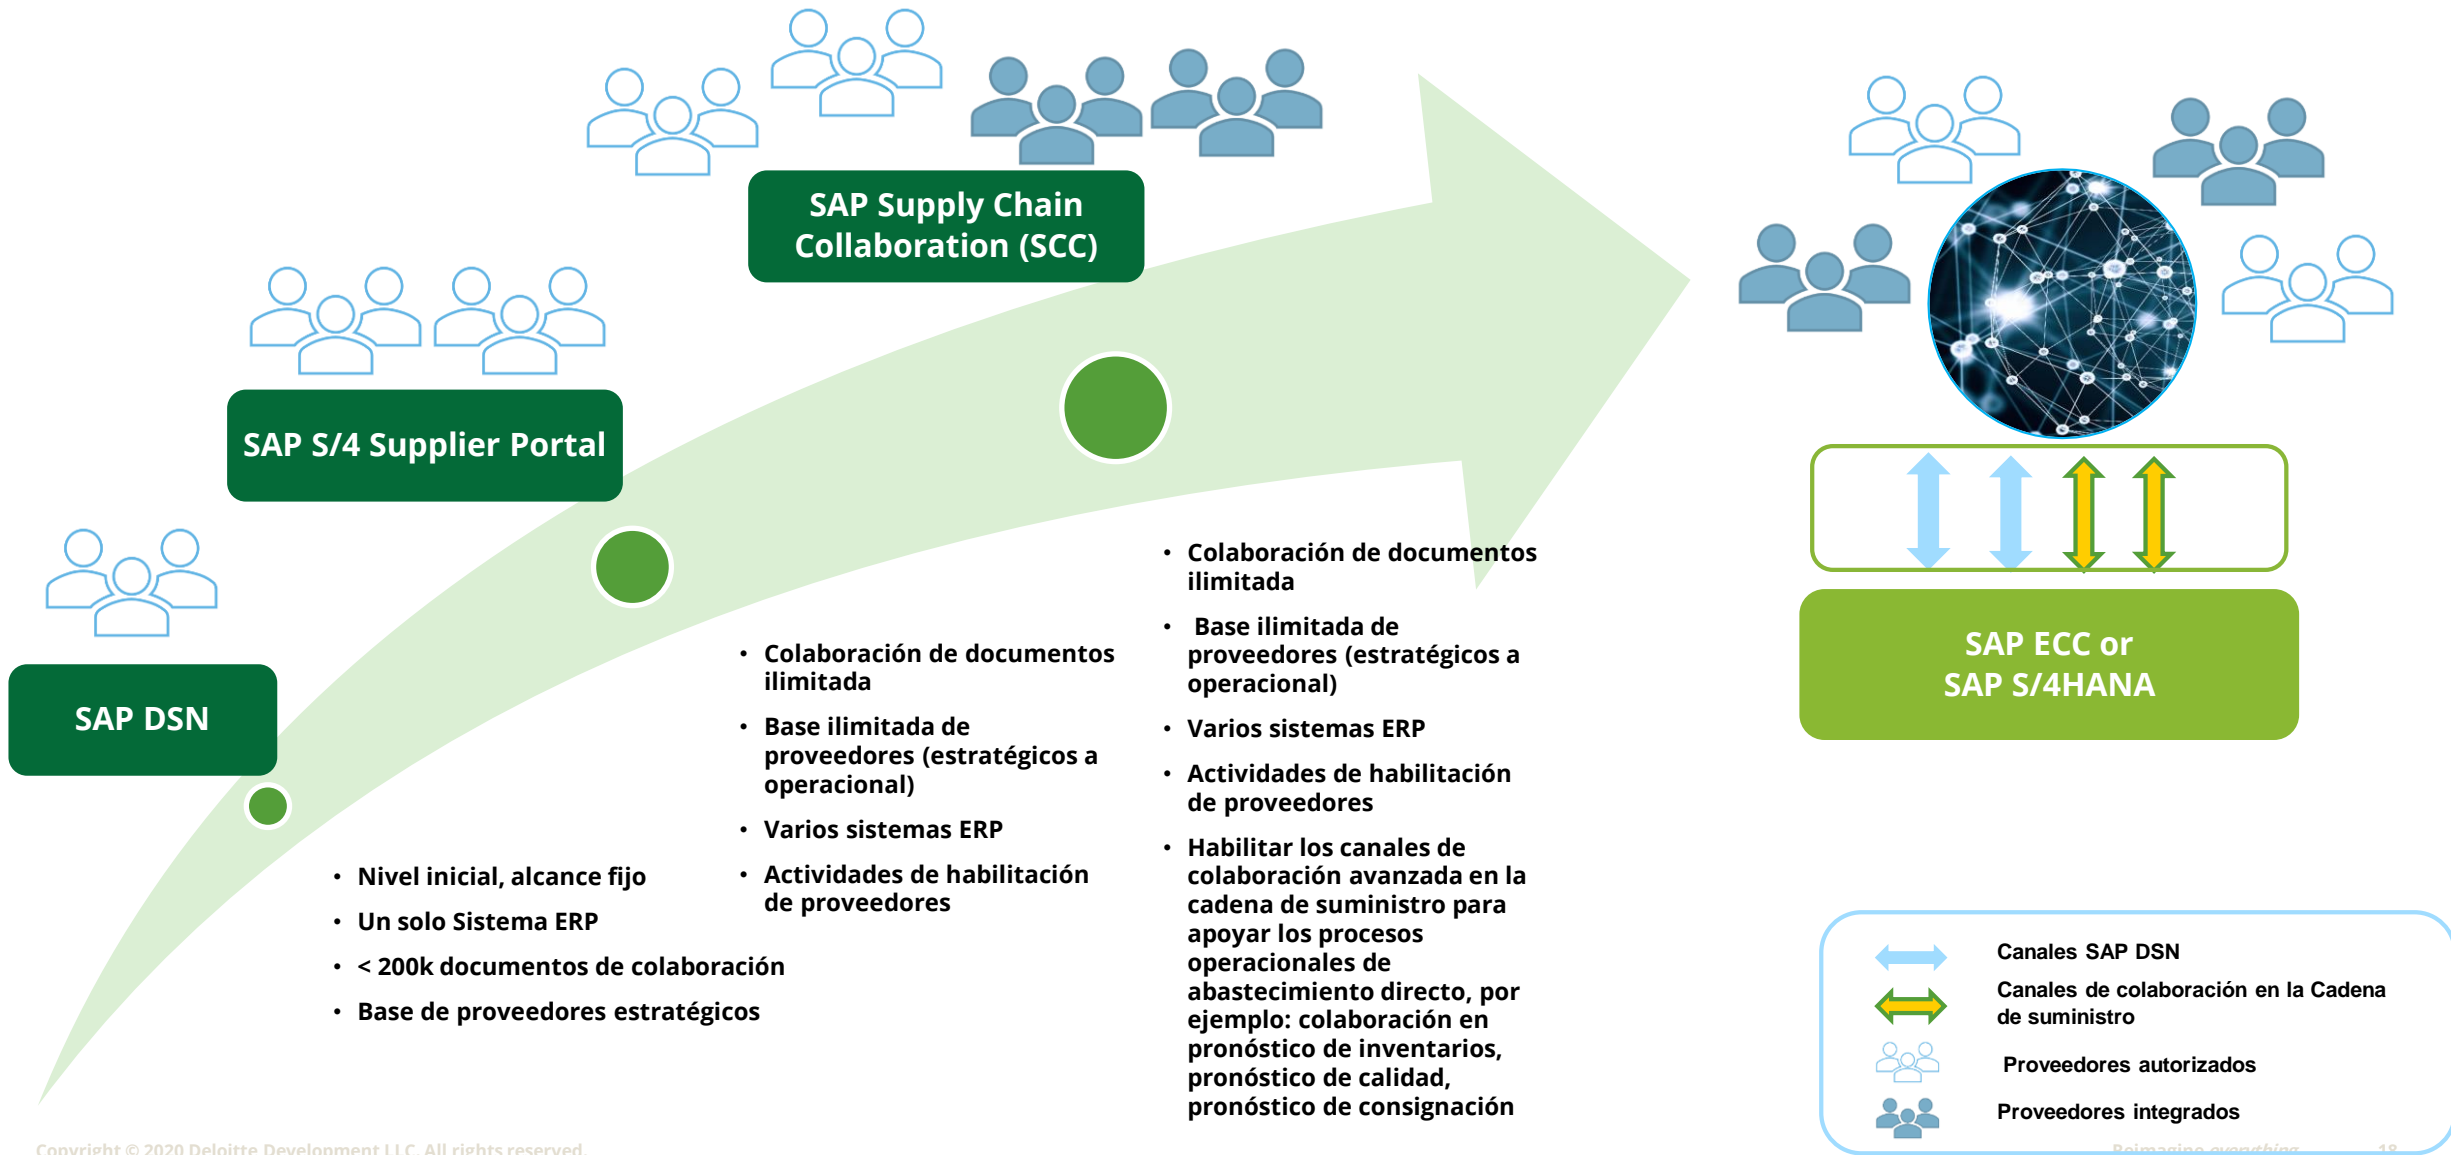 SAP Supply Chain
Collaboration (SCC)
SAP S/4 Supplier Portal
SAP DSN
• Nivel inicial, alcance fijo
• Un solo Sistema ERP
• < 200k documentos de colaboración
• Base de proveedores estratégicos
• Colaboración de documentos
ilimitada
• Base ilimitada de
proveedores (estratégicos a
operacional)
• Varios sistemas ERP
• Actividades de habilitación
de proveedores
• Colaboración de documentos
ilimitada
• Base ilimitada de
proveedores (estratégicos a
operacional)
• Varios sistemas ERP
• Actividades de habilitación
de proveedores
• Habilitar los canales de
colaboración avanzada en la
cadena de suministro para
apoyar los procesos
operacionales de
abastecimiento directo, por
ejemplo: colaboración en
pronóstico de inventarios,
pronóstico de calidad,
pronóstico de consignación
SAP ECC or
SAP S/4HANA
Canales SAP DSN
Canales de colaboración en la Cadena
de suministro
Proveedores autorizados
Proveedores integrados
Copyright © 2020 Deloitte Development LLC. All rights reserved.
Reimagine everything
18